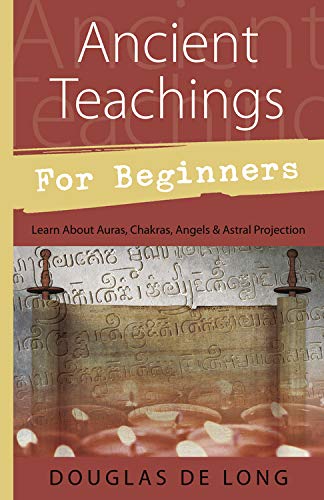 Ancient
Teachings
For Beginners
Learn About Auras, Chakras, Angels & Astral Projection
DOUGLAS DE LONG